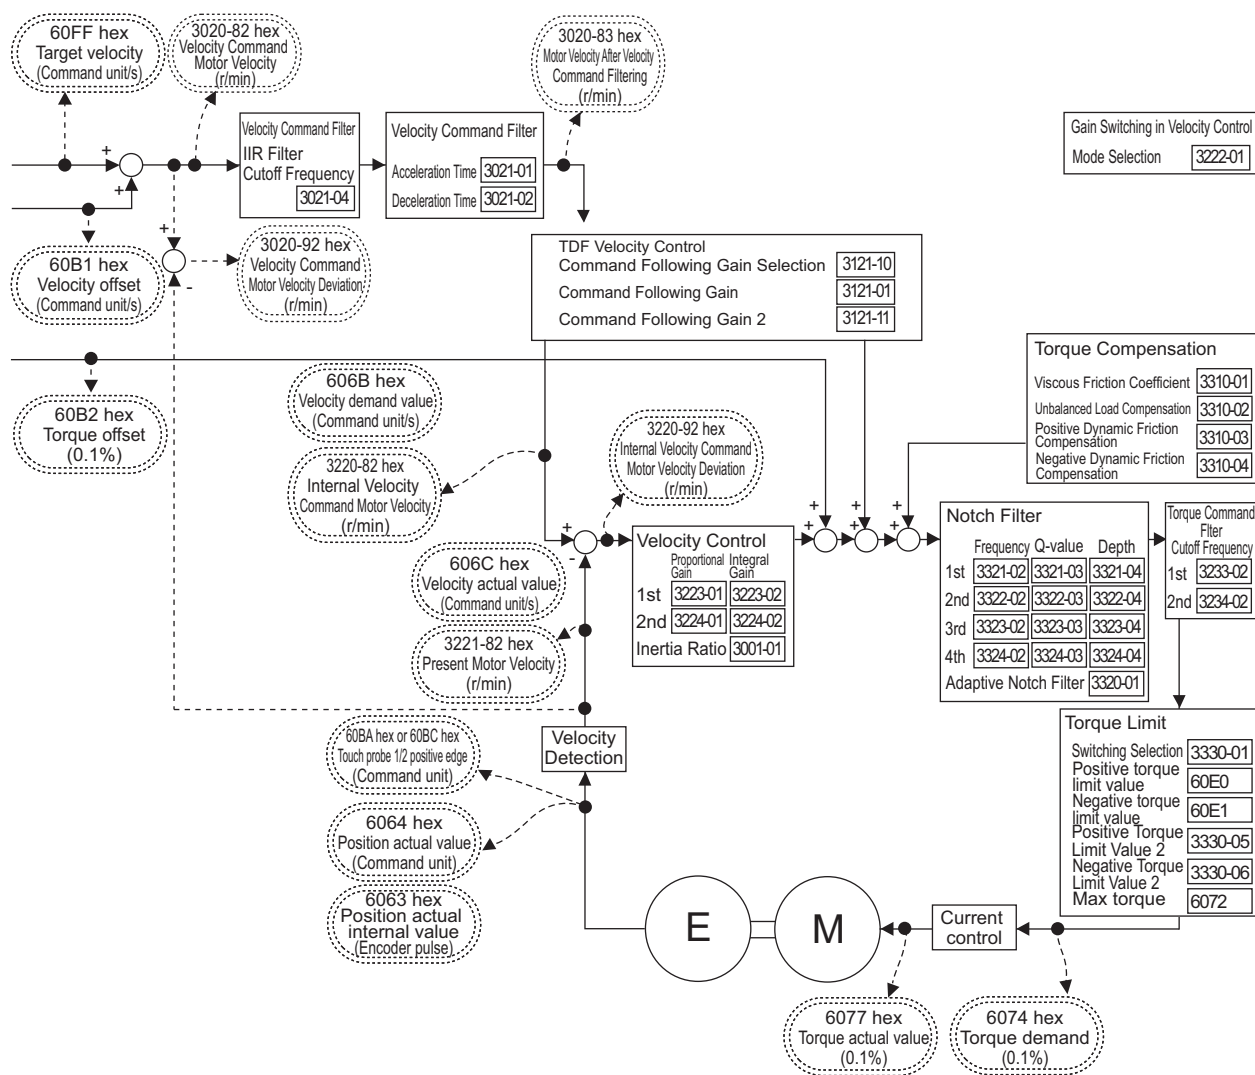 60FF hex
Target velocity
(Command unit/s)
3020-82 hex
Velocity Command
Motor Velocity
(r/min)
3020-83 hex
Motor Velocity After Velocity
Command Filtering
(r/min)
Velocity Command Filter
IIR Filter
Cutoff Frequency
3021-04
Velocity Command Filter
Acceleration Time 3021-01
Deceleration Time 3021-02
Gain Switching in Velocity Control
Mode Selection 3222-01
+
+
+
-
60B1 hex
Velocity offset
(Command unit/s)
3020-92 hex
Velocity Command
Motor Velocity Deviation
(r/min)
TDF Velocity Control
Command Following Gain Selection 3121-10
Command Following Gain 3121-01
Command Following Gain 2 3121-11
60B2 hex
Torque offset
(0.1%)
606B hex
Velocity demand value
(Command unit/s)
3220-82 hex
Internal Velocity
Command Motor Velocity
(r/min)
3220-92 hex
Internal Velocity Command
Motor Velocity Deviation
(r/min)
Torque Compensation
Viscous Friction Coefficient 3310-01
Unbalanced Load Compensation 3310-02
Positive Dynamic Friction
Compensation 3310-03
Negative Dynamic Friction
Compensation 3310-04
+
-
606C hex
Velocity actual value
(Command unit/s)
3221-82 hex
Present Motor Velocity
(r/min)
Velocity Control
Proportional Gain Integral Gain
1st 3223-01 3223-02
2nd 3224-01 3224-02
Inertia Ratio 3001-01
+
+
+
+
+
+
Notch Filter
Frequency Q-value Depth
1st 3321-02 3321-03 3321-04
2nd 3322-02 3322-03 3322-04
3rd 3323-02 3323-03 3323-04
4th 3324-02 3324-03 3324-04
Adaptive Notch Filter 3320-01
Torque Command
Flter
Cutoff Frequency
1st 3233-02
2nd 3234-02
60BA hex or 60BC hex
Touch probe 1/2 positive edge
(Command unit)
Velocity
Detection
6064 hex
Position actual value
(Command unit)
6063 hex
Position actual
internal value
(Encoder pulse)
Torque Limit
Switching Selection 3330-01
Positive torque
limit value 60E0
Negative torque
limit value 60E1
Positive Torque
Limit Value 2 3330-05
Negative Torque
Limit Value 2 3330-06
Max torque 6072
E
M
Current
control
6077 hex
Torque actual value
(0.1%)
6074 hex
Torque demand
(0.1%)